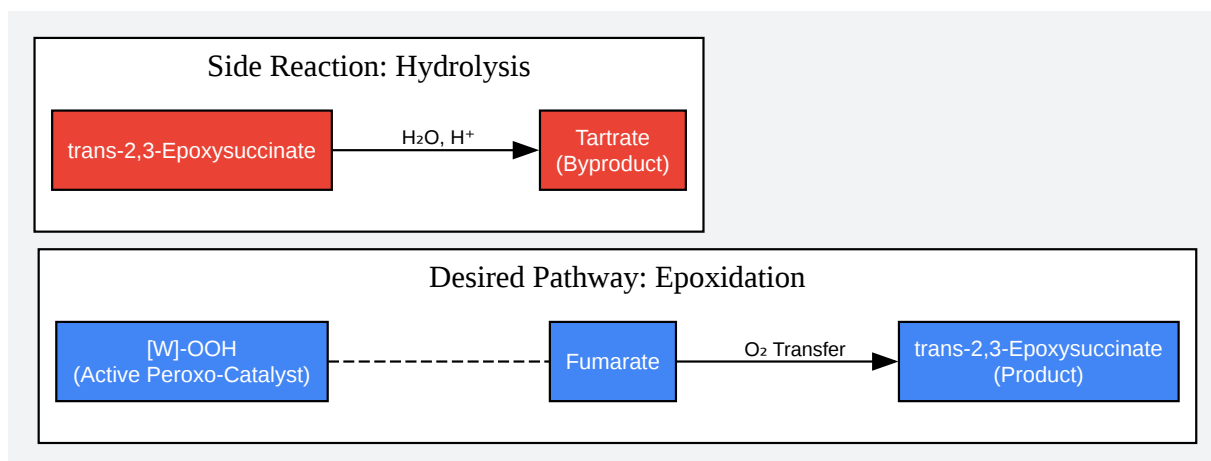 Side Reaction: Hydrolysis
trans-2,3-Epoxysuccinate
H₂O, H⁺
Tartrate
(Byproduct)
Desired Pathway: Epoxidation
[W]-OOH
(Active Peroxo-Catalyst)
Fumarate
O₂ Transfer
trans-2,3-Epoxysuccinate
(Product)